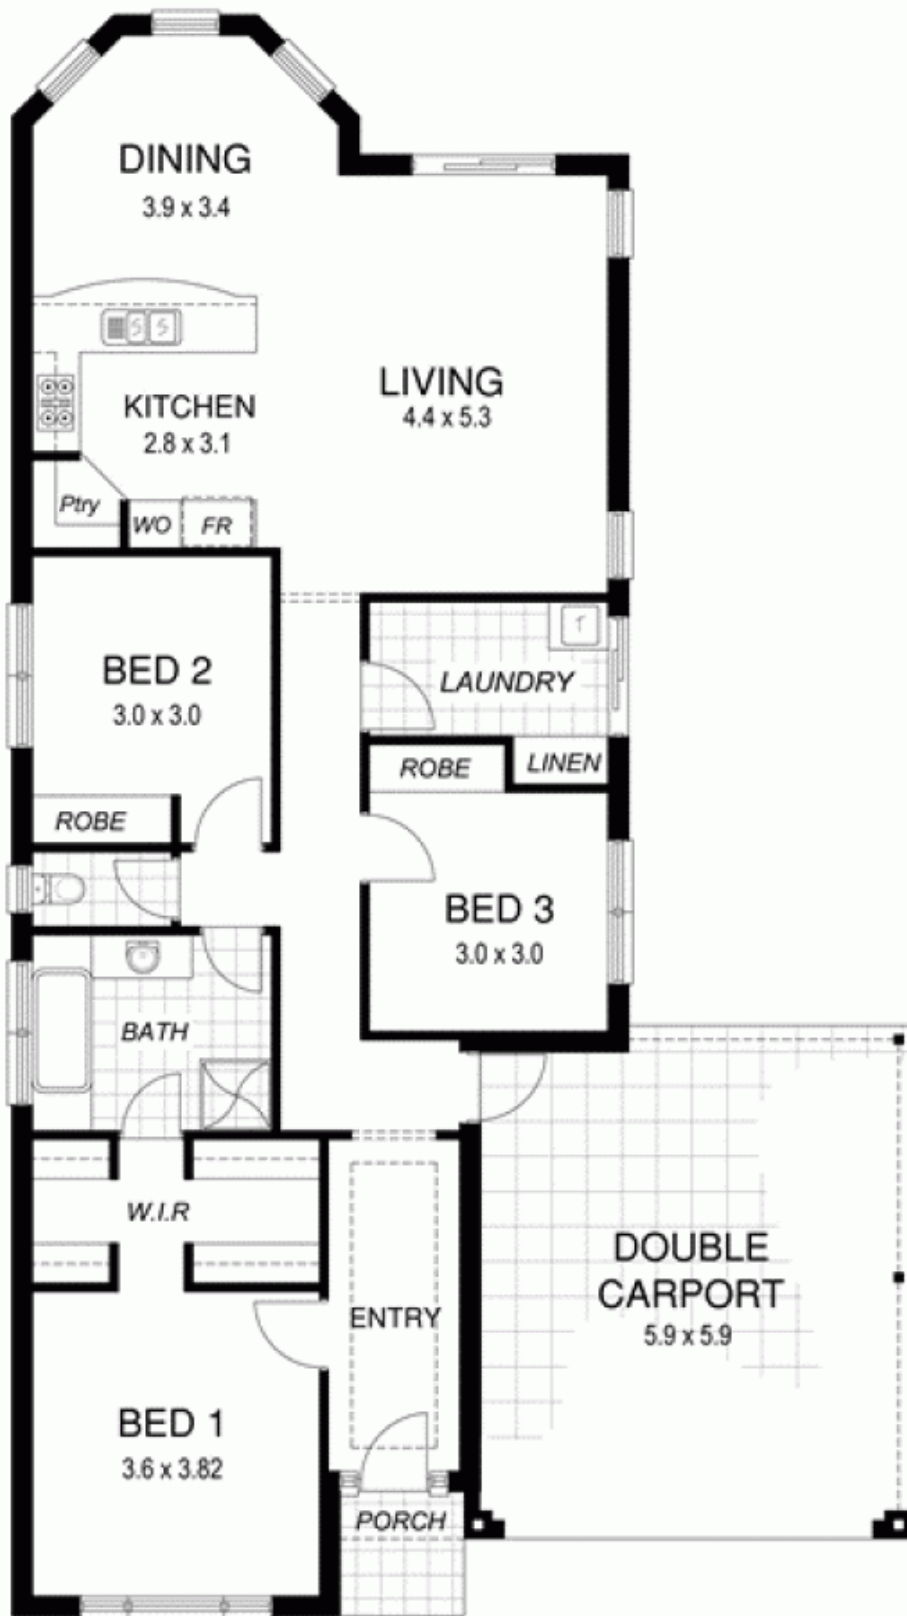 DINING
3.9 x 3.4
KITCHEN
2.8 x 3.1
LIVING
4.4 x 5.3
Ptry
WO
FR
BED 2
3.0 x 3.0
ROBE
LAUNDRY
ROBE
LINEN
BED 3
3.0 x 3.0
BATH
W.I.R
ENTRY
DOUBLE
CARPORT
5.9 x 5.9
BED 1
3.6 x 3.82
PORCH